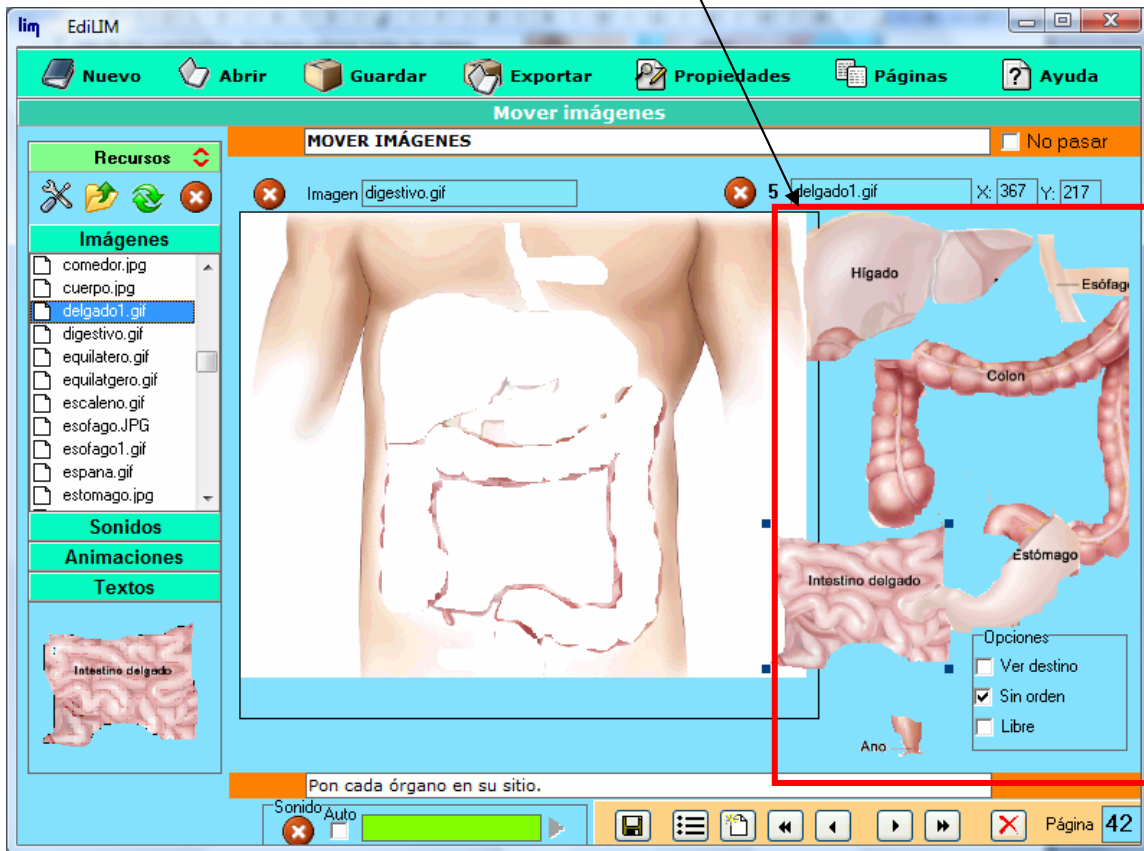 lim EdiLIM
Nuevo Abrir Guardar Exportar Propiedades Páginas Ayuda
Mover imágenes
MOVER IMÁGENES
No pasar
Recursos
Imagen digestivo.gif
5 delgado1.gif X: 367 Y: 217
Imágenes
comedor.jpg
cuerpo.jpg
delgado1.gif
digestivo.gif
equilatero.gif
equilatgero.gif
escaleno.gif
esofago.JPG
esofago1.gif
espana.gif
estomago.jpg
Sonidos
Animaciones
Textos
Intestino delgado
Hígado
Esófag
Colon
Estómago
Intestino delgado
Ano
Opciones
Ver destino
Sin orden
Libre
Pon cada órgano en su sitio.
Sonido Auto
Página 42